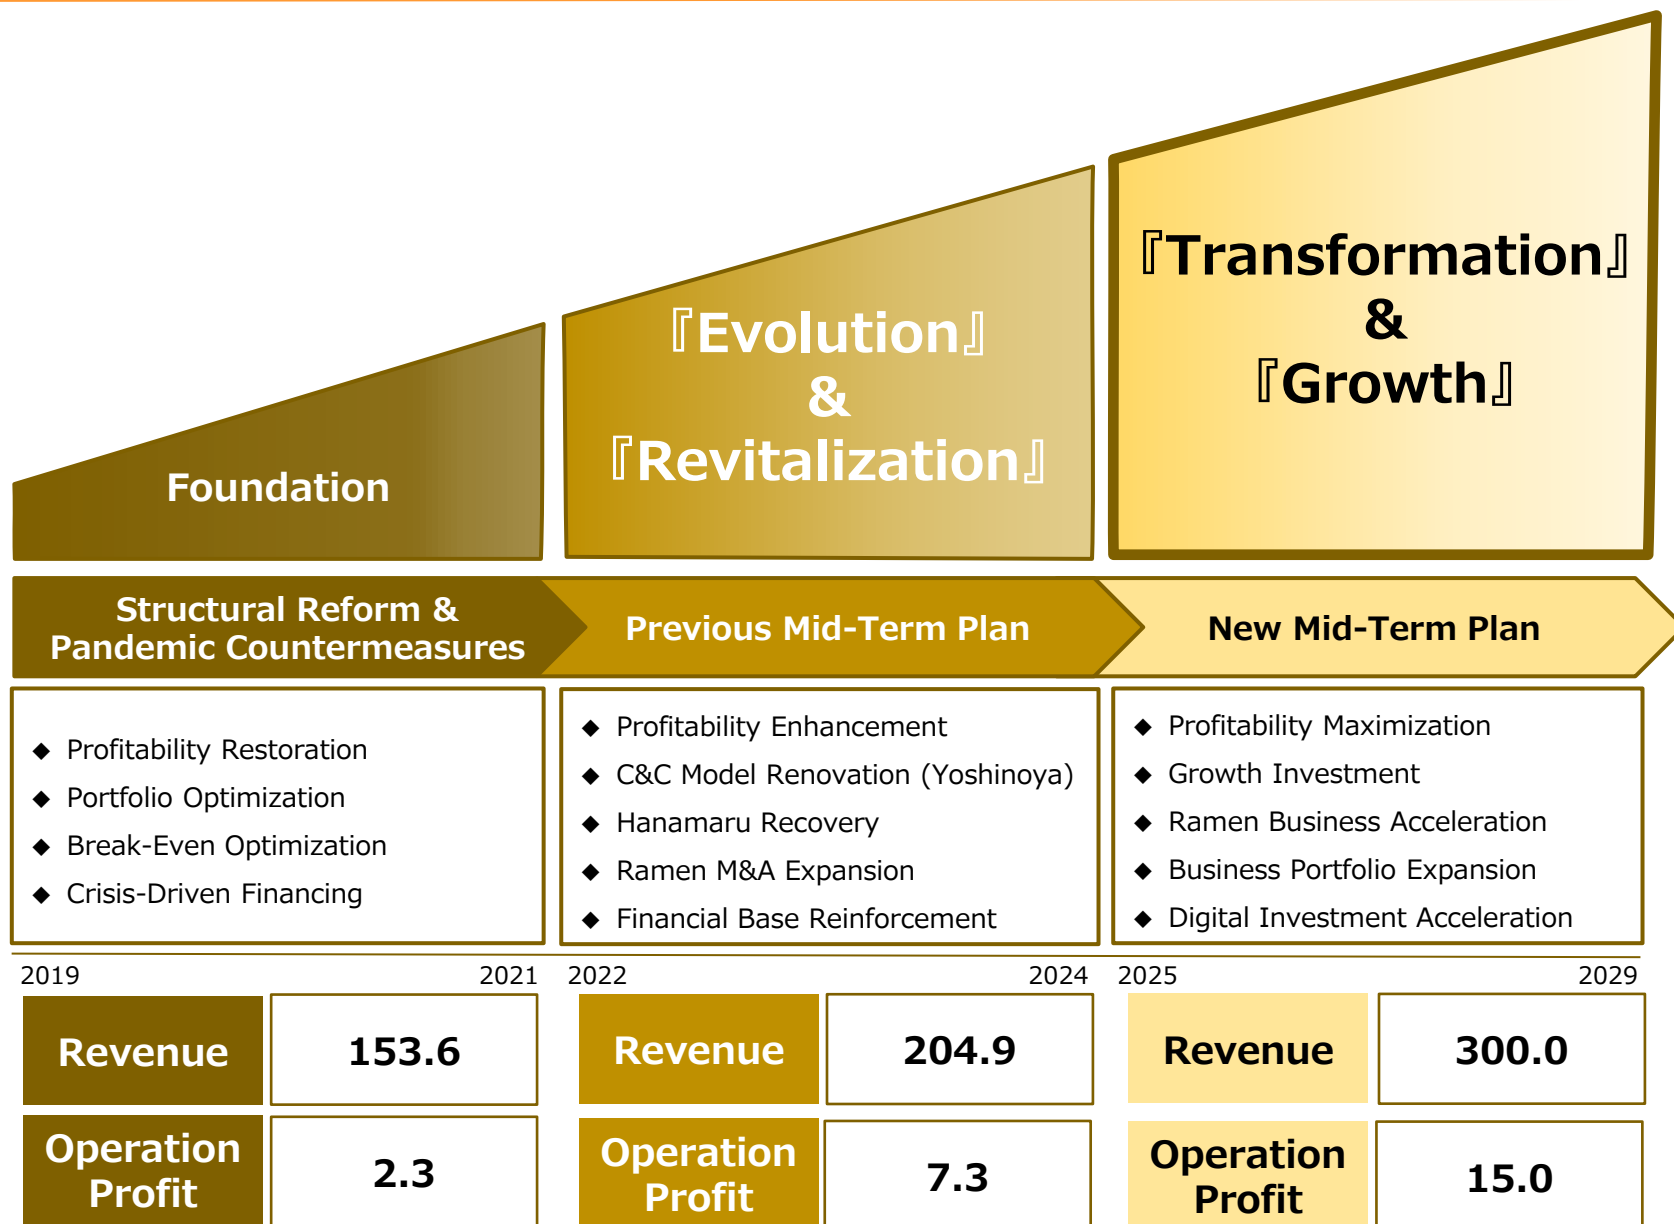 Foundation
『Evolution』
&
『Revitalization』
『Transformation』
&
『Growth』
Structural Reform &
Pandemic Countermeasures
Previous Mid-Term Plan
New Mid-Term Plan
◆ Profitability Restoration
◆ Portfolio Optimization
◆ Break-Even Optimization
◆ Crisis-Driven Financing
◆ Profitability Enhancement
◆ C&C Model Renovation (Yoshinoya)
◆ Hanamaru Recovery
◆ Ramen M&A Expansion
◆ Financial Base Reinforcement
◆ Profitability Maximization
◆ Growth Investment
◆ Ramen Business Acceleration
◆ Business Portfolio Expansion
◆ Digital Investment Acceleration
2019 2021 2022 2024 2025 2029
Revenue 153.6 Revenue 204.9 Revenue 300.0
Operation
Profit
2.3
Operation
Profit
7.3
Operation
Profit
15.0